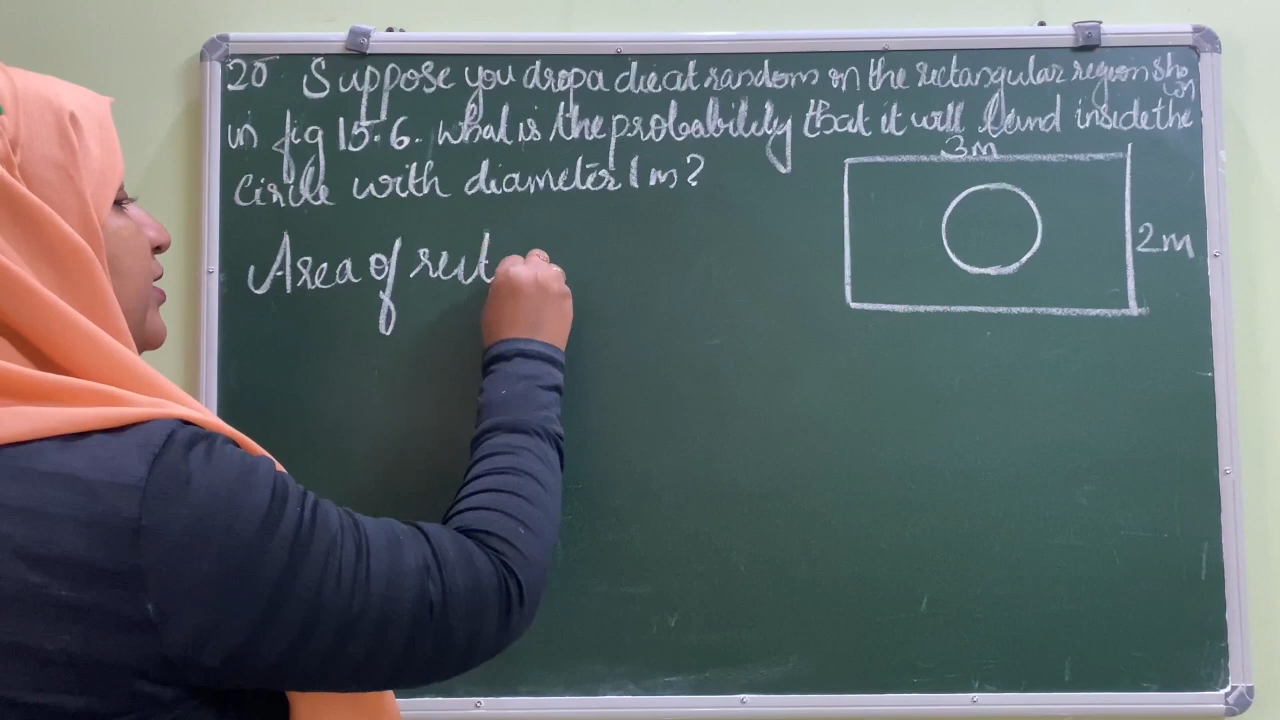 20 Suppose you drop a die at random on the rectangular region shown
in fig 15.6. what is the probability that it will land inside the
circle with diameter 1m?
3m
2m
Area of rect